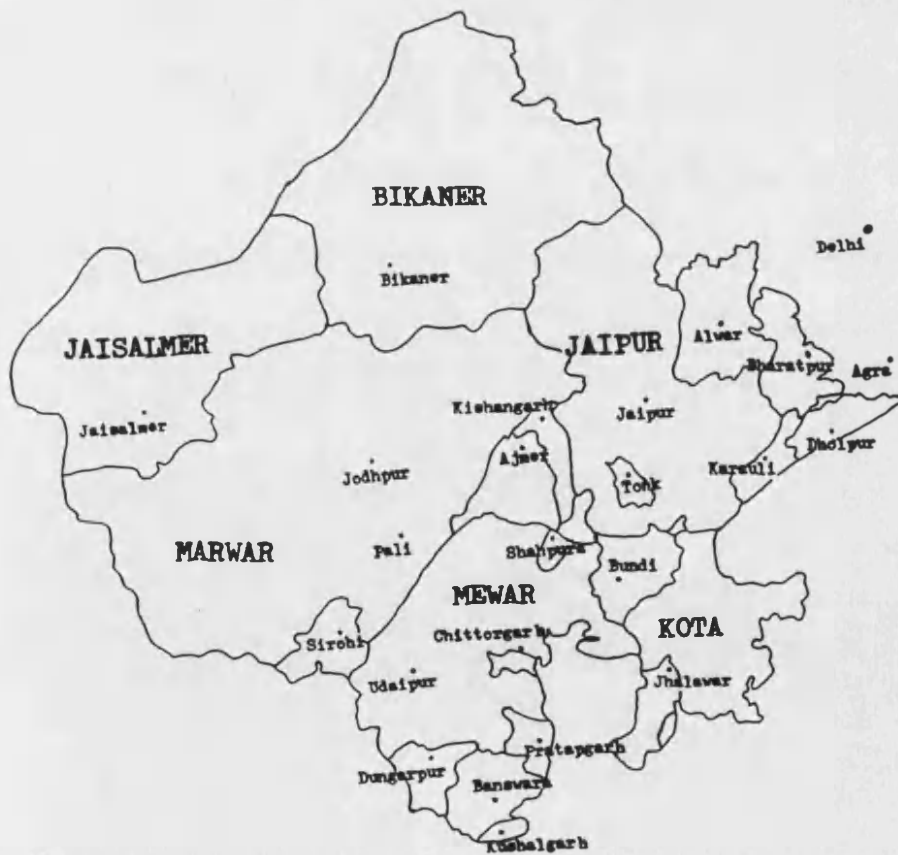 BIKANER
Delhi
Bikaner
JAISALMER
JAIPUR
Alwar
Bharatpur
Agra
Kishangarh
Jaipur
Jaisalmer
Ajmer
Dholpur
Jodhpur
Karauli
Tonk
MARWAR
Pali
Shahpura
Bundi
MEWAR
KOTA
Chittorgarh
Sirohi
Udaipur
Jhalawar
Pratapgarh
Dungarpur
Banswara
Kushalgarh